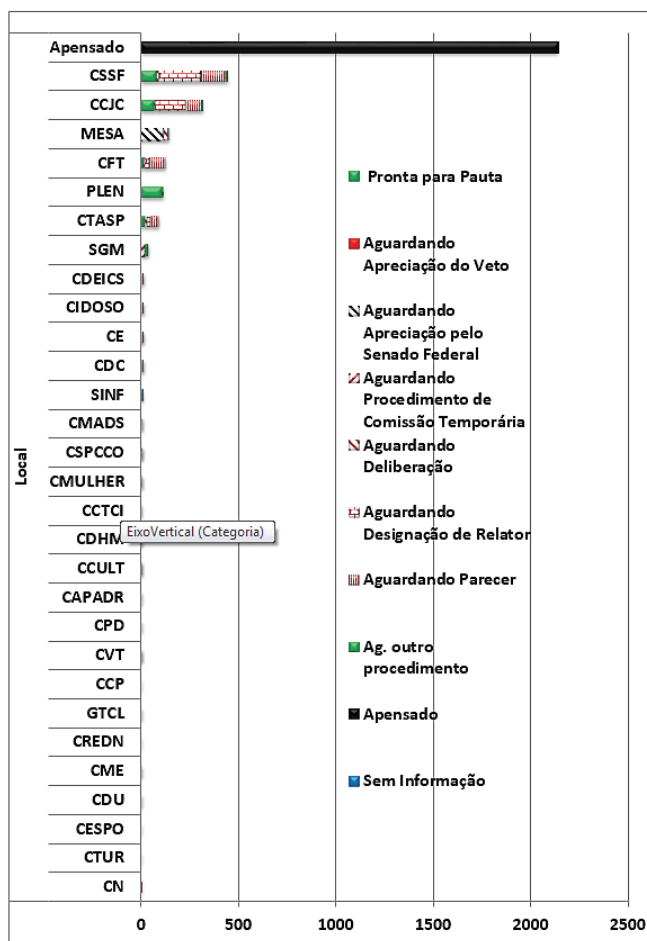 Apensado
CSSF
CCJC
MESA
CFT
PLEN
CTASP
SGM
CDEICS
CIDOSO
CE
CDC
SINF
CMADS
CSPCCO
CMULHER
CCTCI
CDHM
CCULT
CAPADR
CPD
CVT
CCP
GTCL
CREDN
CME
CDU
CESPO
CTUR
CN
Local
EixoVertical (Categoria)
Pronta para Pauta
Aguardando
Apreciação do Veto
Aguardando
Apreciação pelo
Senado Federal
Aguardando
Procedimento de
Comissão Temporária
Aguardando
Deliberação
Aguardando
Designação de Relator
Aguardando Parecer
Ag. outro
procedimento
Apensado
Sem Informação
0 500 1000 1500 2000 2500